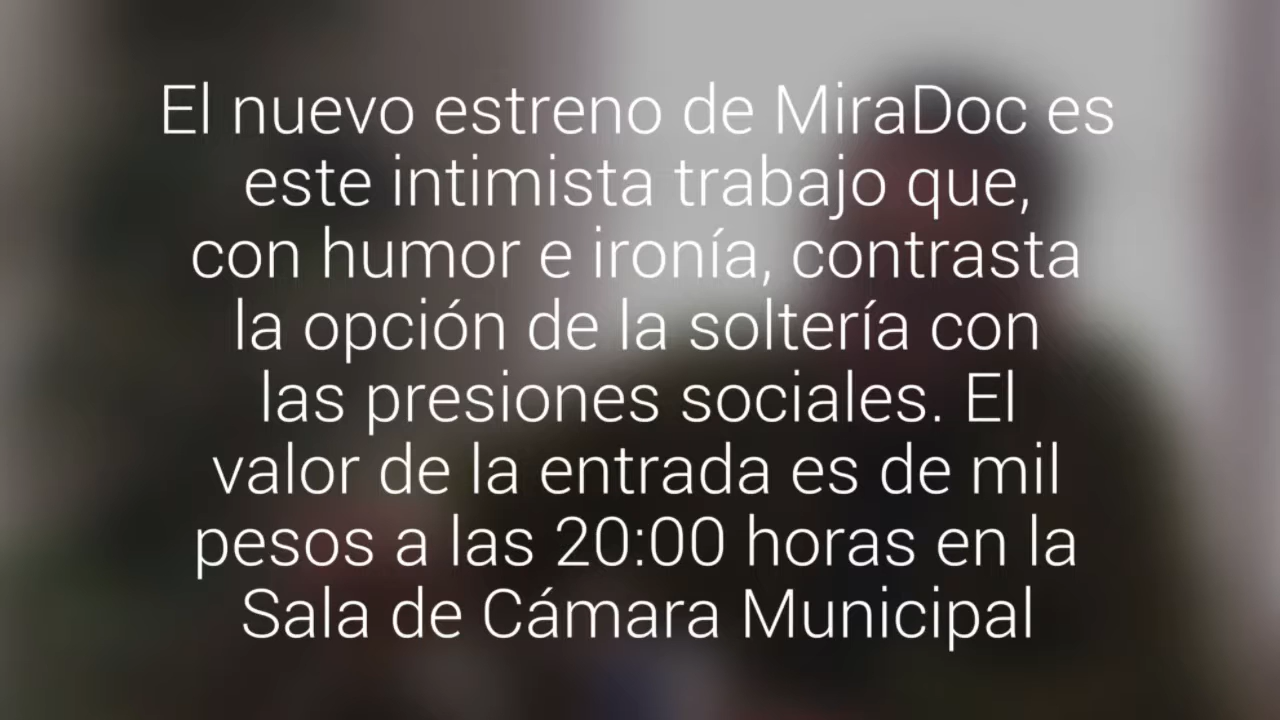 El nuevo estreno de MiraDoc es
este intimista trabajo que,
con humor e ironía, contrasta
la opción de la soltería con
las presiones sociales. El
valor de la entrada es de mil
pesos a las 20:00 horas en la
Sala de Cámara Municipal